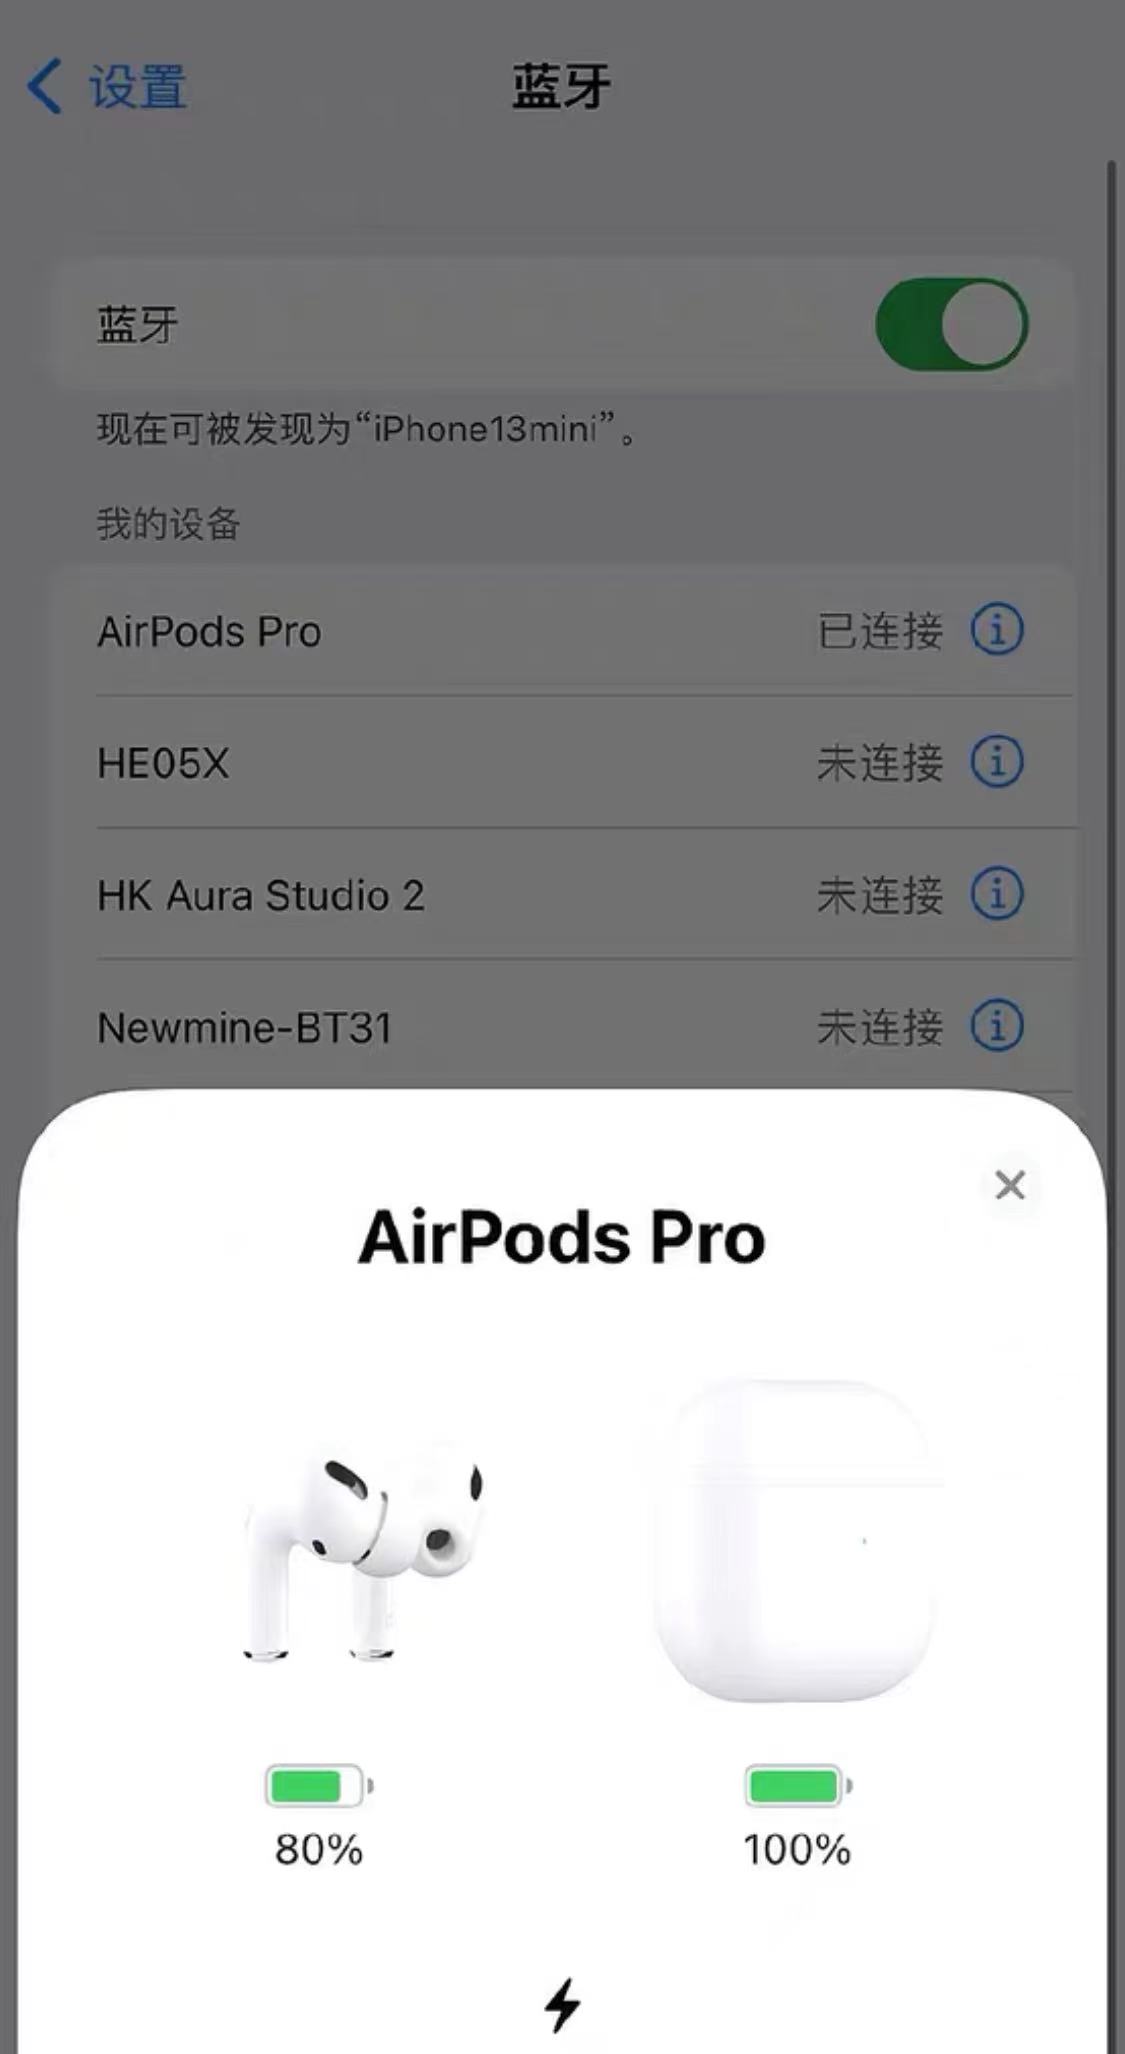 设置
蓝牙
蓝牙
现在可被发现为“iPhone13mini”。
我的设备
AirPods Pro 已连接
HE05X 未连接
HK Aura Studio 2 未连接
Newmine-BT31 未连接
AirPods Pro
80% 100%